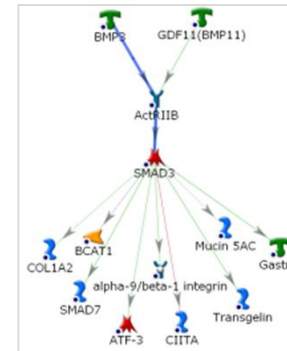 BMP3
GDF11(BMP11)
ActRIIB
SMAD3
COL1A2
BCAT1
Mucin 5AC
Gastr
alpha-9/beta-1 integrin
SMAD7
Transgelin
ATF-3
CIITA